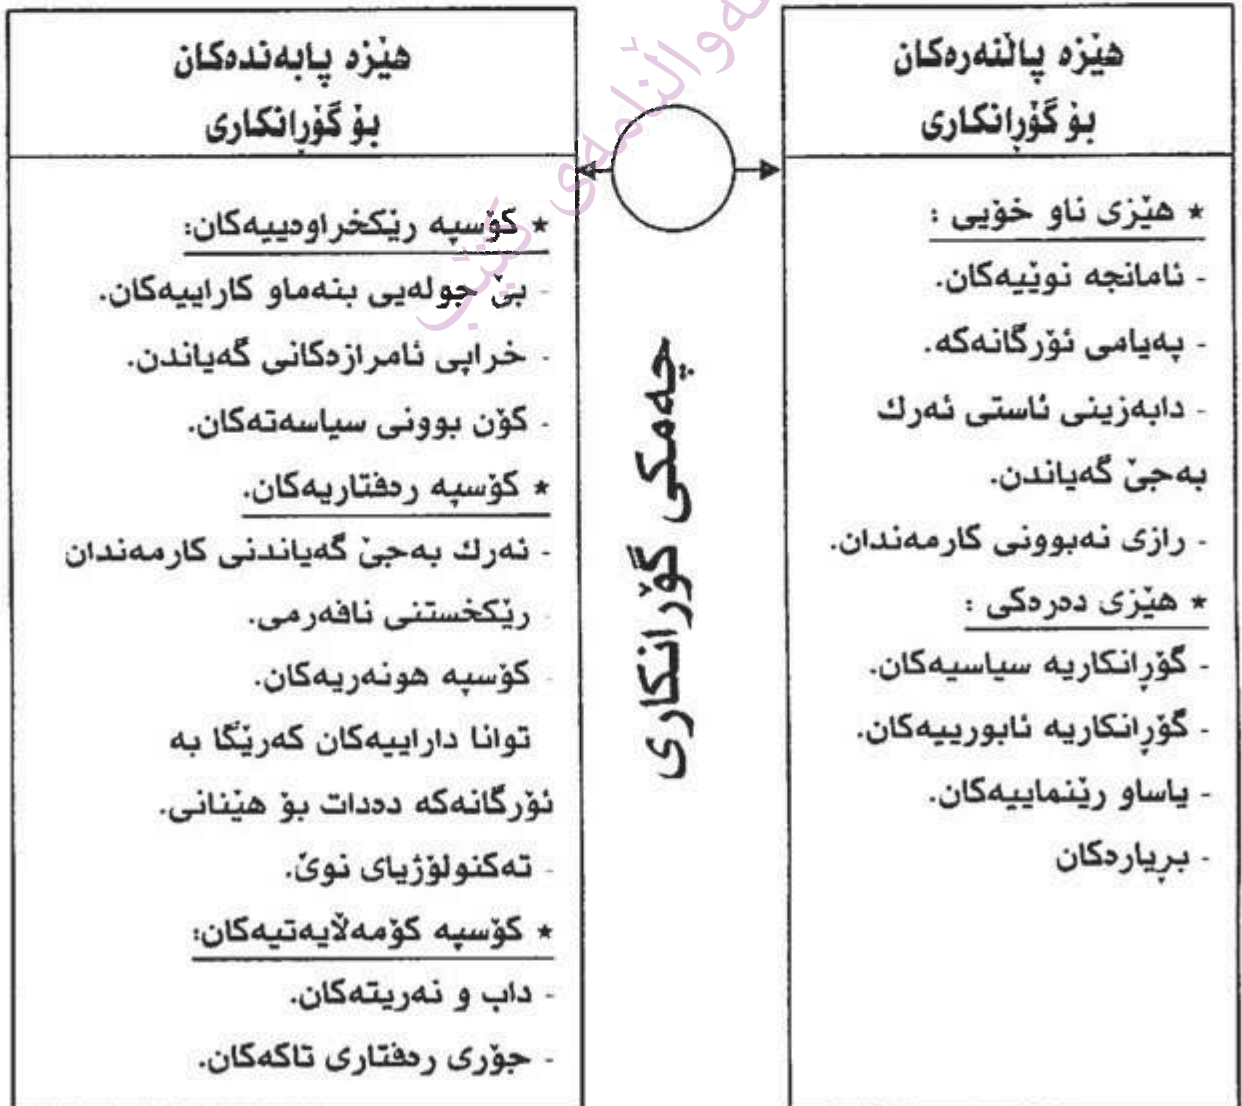 هێزە پاڵنەرەکان
بۆ گۆڕانکاری
* هێزی ناو خۆیی :
- ئامانجە نوێیەکان.
- پەیامی ئۆرگانەکە.
- دابەزینی ئاستی ئەرك
بەجێ گەیاندن.
- رازی نەبوونی کارمەندان.
* هێزی دەرەکی :
- گۆڕانکاریە سیاسیەکان.
- گۆڕانکاریە ئابورییەکان.
- یاساو رێنماییەکان.
- بڕیارەکان
چەمکی گۆڕانکاری
هێزە پابەندەکان
بۆ گۆڕانکاری
* کۆسپە رێکخراوەییەکان:
- بێ جولەیی بنەماو کاراییەکان.
- خراپی ئامرازەکانی گەیاندن.
- کۆن بوونی سیاسەتەکان.
* کۆسپە رەفتاریەکان.
- ئەرك بەجێ گەیاندنی کارمەندان
- رێکخستنی نافەرمی.
- کۆسپە هونەریەکان.
توانا داراییەکان کەرێگا بە
ئۆرگانەکە دەدات بۆ هێنانی.
- تەکنولۆژیای نوێ.
* کۆسپە کۆمەڵایەتیەکان:
- داب و نەریتەکان.
- جۆری رەفتاری تاکەکان.